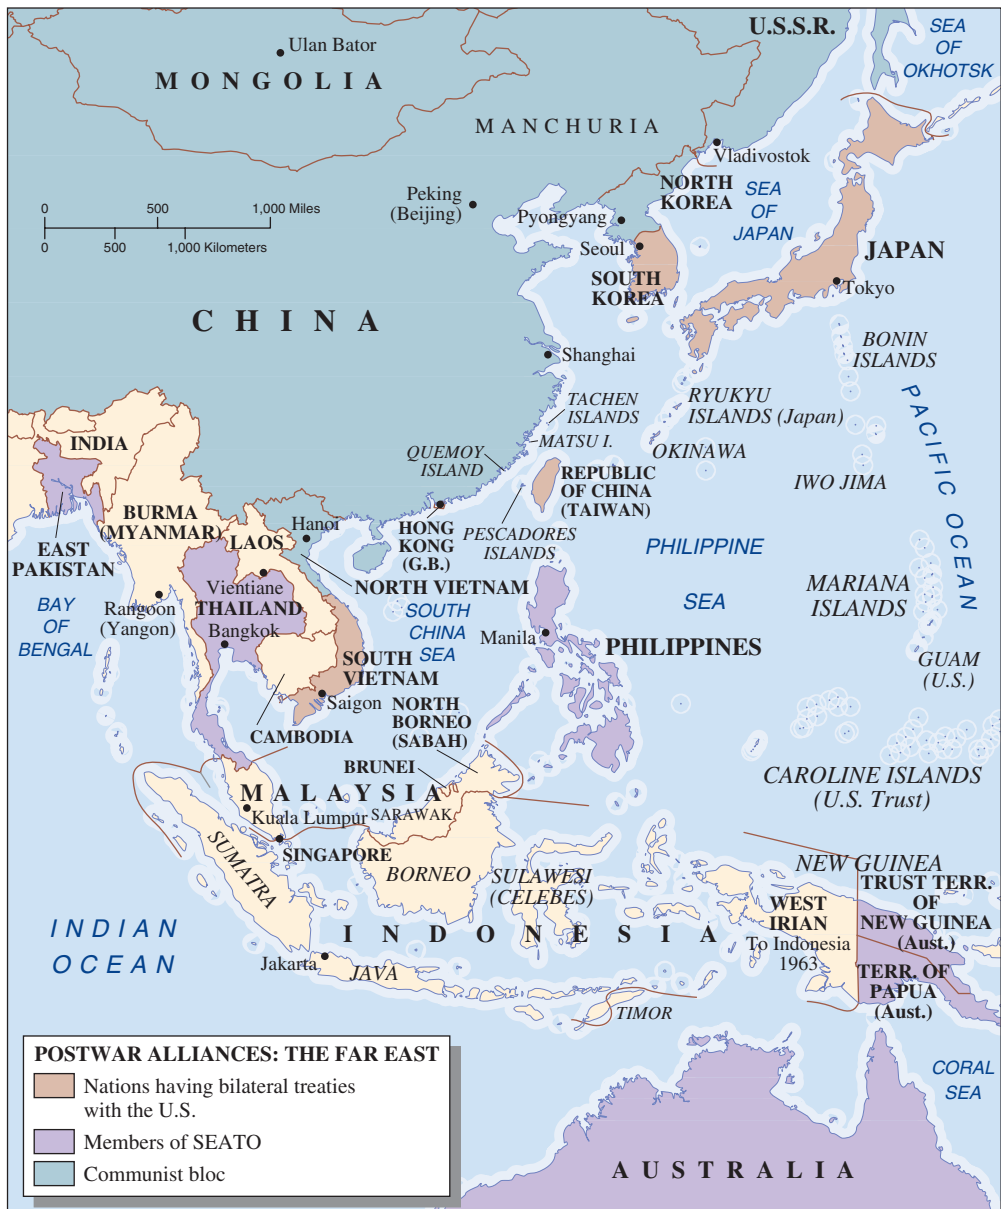 U.S.S.R.
SEA
OF
OKHOTSK
Ulan Bator
MONGOLIA
MANCHURIA
Vladivostok
NORTH
KOREA
SEA
OF
JAPAN
Peking
(Beijing)
Pyongyang
0 500 1,000 Miles
0 500 1,000 Kilometers
Seoul
JAPAN
SOUTH
KOREA
Tokyo
CHINA
BONIN
ISLANDS
Shanghai
TACHEN
ISLANDS
RYUKYU
ISLANDS (Japan)
PACIFIC OCEAN
MATSU I.
OKINAWA
INDIA
QUEMOY
ISLAND
REPUBLIC
OF CHINA
(TAIWAN)
IWO JIMA
BURMA
(MYANMAR)
LAOS
Hanoi
HONG
KONG
(G.B.)
PESCADORES
ISLANDS
EAST
PAKISTAN
PHILIPPINE
SEA
NORTH VIETNAM
Vientiane
MARIANA
ISLANDS
BAY
OF
BENGAL
Rangoon
(Yangon)
THAILAND
Bangkok
SOUTH
CHINA
SEA
Manila
PHILIPPINES
GUAM
(U.S.)
SOUTH
VIETNAM
Saigon
NORTH
BORNEO
(SABAH)
CAMBODIA
BRUNEI
CAROLINE ISLANDS
(U.S. Trust)
MALAYSIA
Kuala Lumpur
SARAWAK
SINGAPORE
SUMATRA
BORNEO
SULAWESI
(CELEBES)
NEW GUINEA
TRUST TERR.
OF
NEW GUINEA
(Aust.)
WEST
IRIAN
To Indonesia
1963
INDIAN
OCEAN
INDONESIA
Jakarta
JAVA
TERR. OF
PAPUA
(Aust.)
TIMOR
POSTWAR ALLIANCES: THE FAR EAST
Nations having bilateral treaties
with the U.S.
Members of SEATO
Communist bloc
CORAL
SEA
AUSTRALIA